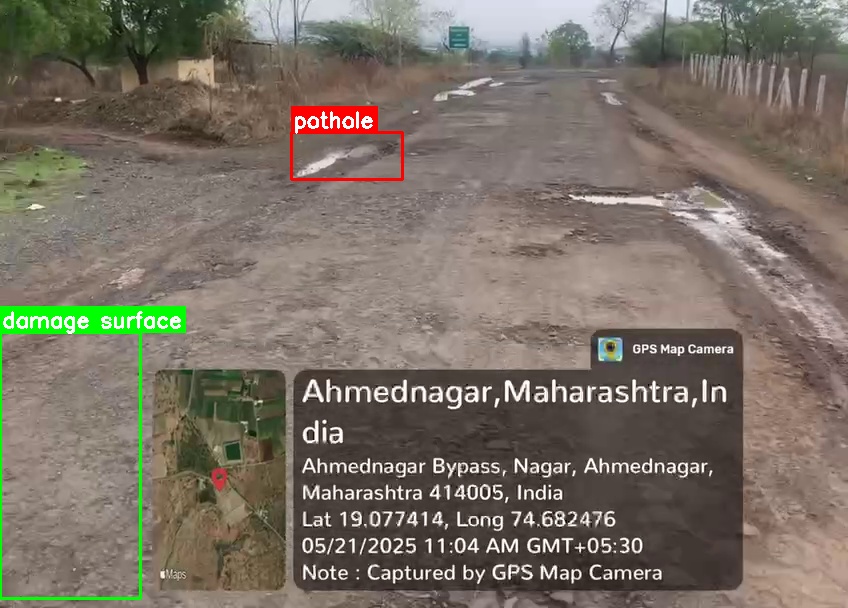 pothole
damage surface
GPS Map Camera
Ahmednagar,Maharashtra,In
dia
Ahmednagar Bypass, Nagar, Ahmednagar,
Maharashtra 414005, India
Lat 19.077414, Long 74.682476
05/21/2025 11:04 AM GMT+05:30
Note : Captured by GPS Map Camera
Maps